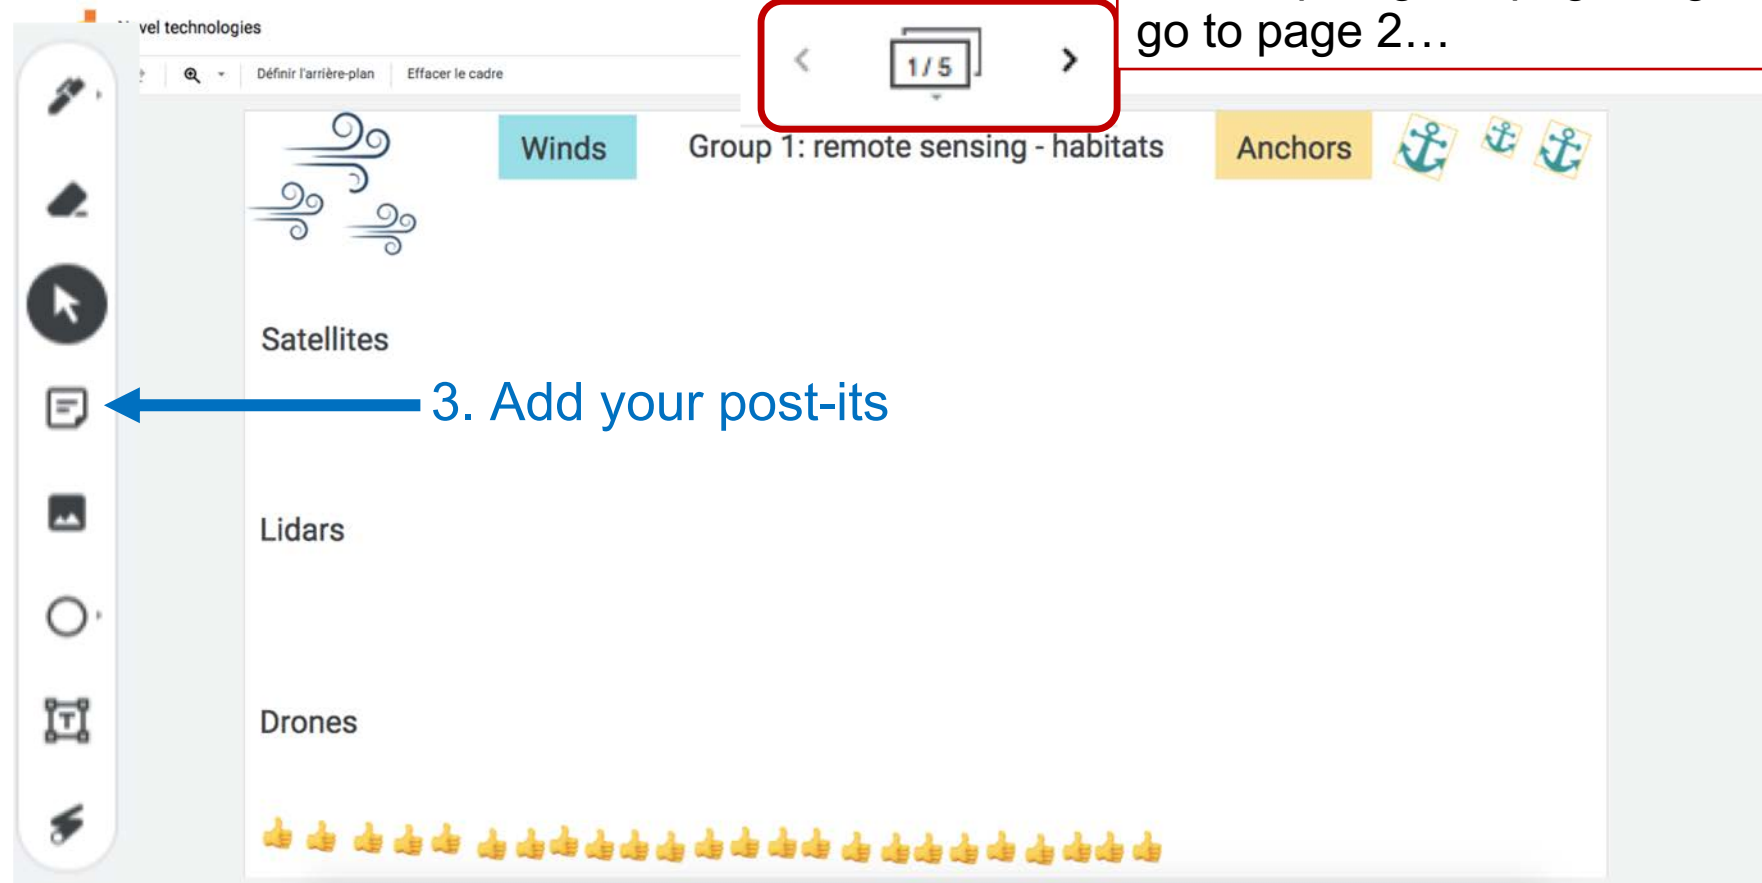 go to page 2...
vel technologies
1 / 5
Définir l'arrière-plan
Effacer le cadre
Winds
Group 1: remote sensing - habitats
Anchors
Satellites
3. Add your post-its
Lidars
Drones
T